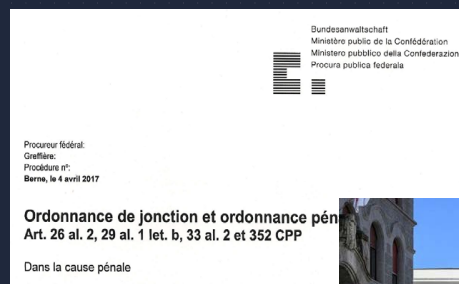 Bundesanwaltschaft
Ministère public de la Confédération
Ministero pubblico della Confederazion
Procura publica federala
Procureur fédéral:
Greffière:
Procédure n°:
Berne, le 4 avril 2017
Ordonnance de jonction et ordonnance pén
Art. 26 al. 2, 29 al. 1 let. b, 33 al. 2 et 352 CPP
Dans la cause pénale